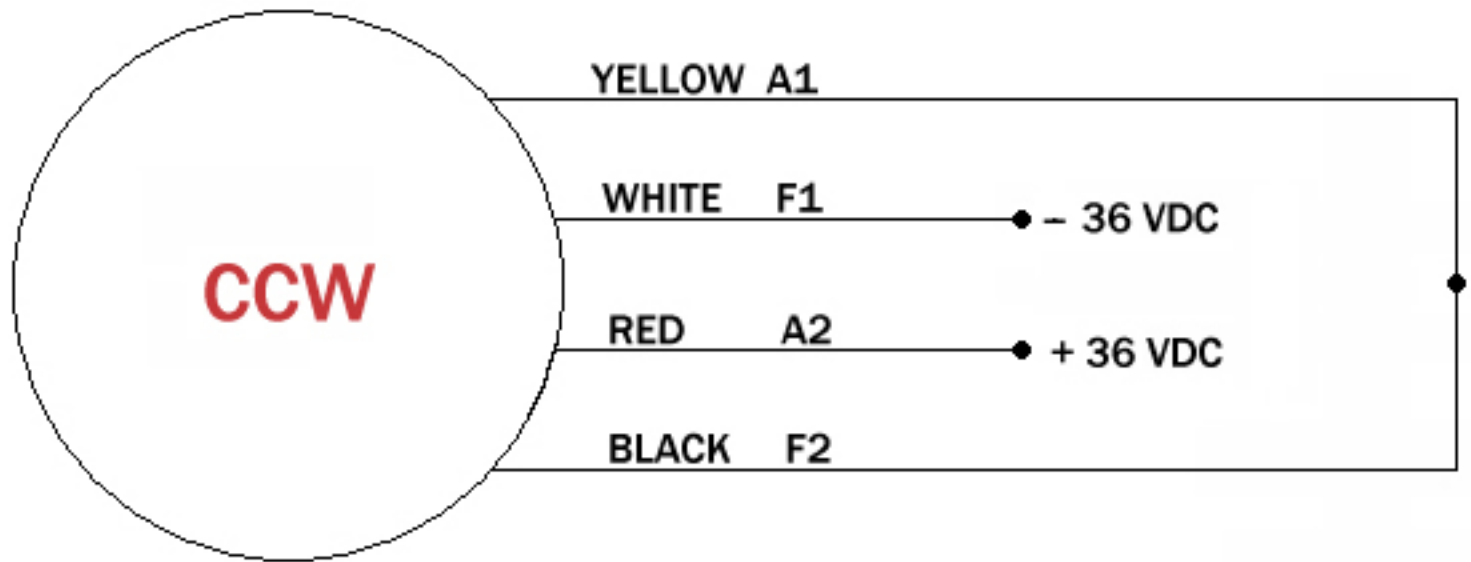 YELLOW A1
WHITE F1
– 36 VDC
CCW
RED A2
+ 36 VDC
BLACK F2